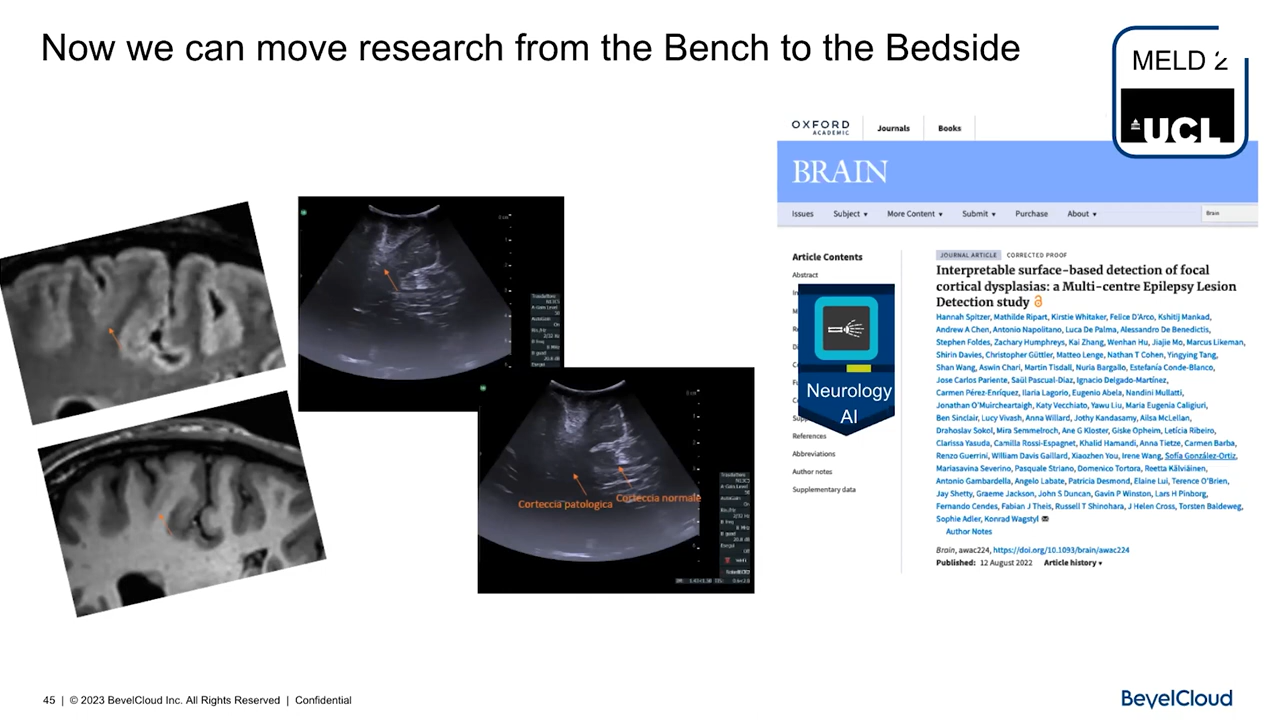 Now we can move research from the Bench to the Bedside
MELD 2
UCL
OXFORD
ACADEMIC
Journals
Books
BRAIN
Issues
Subject
More Content
Submit
Purchase
About
Brain
Article Contents
Abstract
References
Abbreviations
Author notes
Supplementary data
Neurology
AI
JOURNAL ARTICLE CORRECTED PROOF
Interpretable surface-based detection of focal
cortical dysplasias: a Multi-centre Epilepsy Lesion
Detection study
Hannah Spitzer, Mathilde Ripart, Kirstie Whitaker, Felice D'Arco, Kshitij Mankad,
Andrew A Chen, Antonio Napolitano, Luca De Palma, Alessandro De Benedictis,
Stephen Foldes, Zachary Humphreys, Kai Zhang, Wenhan Hu, Jiajie Mo, Marcus Likeman,
Shirin Davies, Christopher Güttler, Matteo Lenge, Nathan T Cohen, Yingying Tang,
Shan Wang, Aswin Chari, Martin Tisdall, Nuria Bargallo, Estefanía Conde-Blanco,
Jose Carlos Pariente, Saül Pascual-Diaz, Ignacio Delgado-Martínez,
Carmen Pérez-Enríquez, Ilaria Lagorio, Eugenio Abela, Nandini Mullatti,
Jonathan O'Muircheartaigh, Katy Vecchiato, Yawu Liu, Maria Eugenia Caligiuri,
Ben Sinclair, Lucy Vivash, Anna Willard, Jothy Kandasamy, Ailsa McLellan,
Drahoslav Sokol, Mira Semmelroch, Ane G Kloster, Giske Opheim, Letícia Ribeiro,
Clarissa Yasuda, Camilla Rossi-Espagnet, Khalid Hamandi, Anna Tietze, Carmen Barba,
Renzo Guerrini, William Davis Gaillard, Xiaozhen You, Irene Wang, Sofía González-Ortiz,
Mariasavina Severino, Pasquale Striano, Domenico Tortora, Reetta Kälviäinen,
Antonio Gambardella, Angelo Labate, Patricia Desmond, Elaine Lui, Terence O'Brien,
Jay Shetty, Graeme Jackson, John S Duncan, Gavin P Winston, Lars H Pinborg,
Fernando Cendes, Fabian J Theis, Russell T Shinohara, J Helen Cross, Torsten Baldeweg,
Sophie Adler, Konrad Wagstyl
Author Notes
Brain, awac224, https://doi.org/10.1093/brain/awac224
Published: 12 August 2022 Article history
Corteccia patologica
Corteccia normale
45 | © 2023 BevelCloud Inc. All Rights Reserved | Confidential
BevelCloud